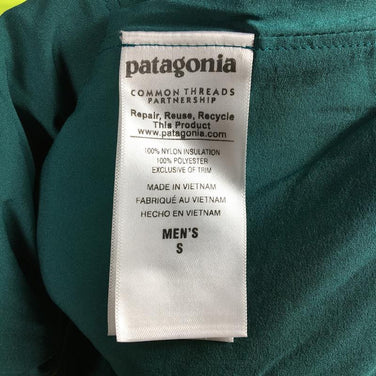 patagonia
COMMON THREADS
PARTNERSHIP
Repair, Reuse, Recycle
This Product
www.patagonia.com
100% NYLON INSULATION
100% POLYESTER
EXCLUSIVE OF TRIM
MADE IN VIETNAM
FABRIQUÉ AU VIETNAM
HECHO EN VIETNAM
MEN'S
S